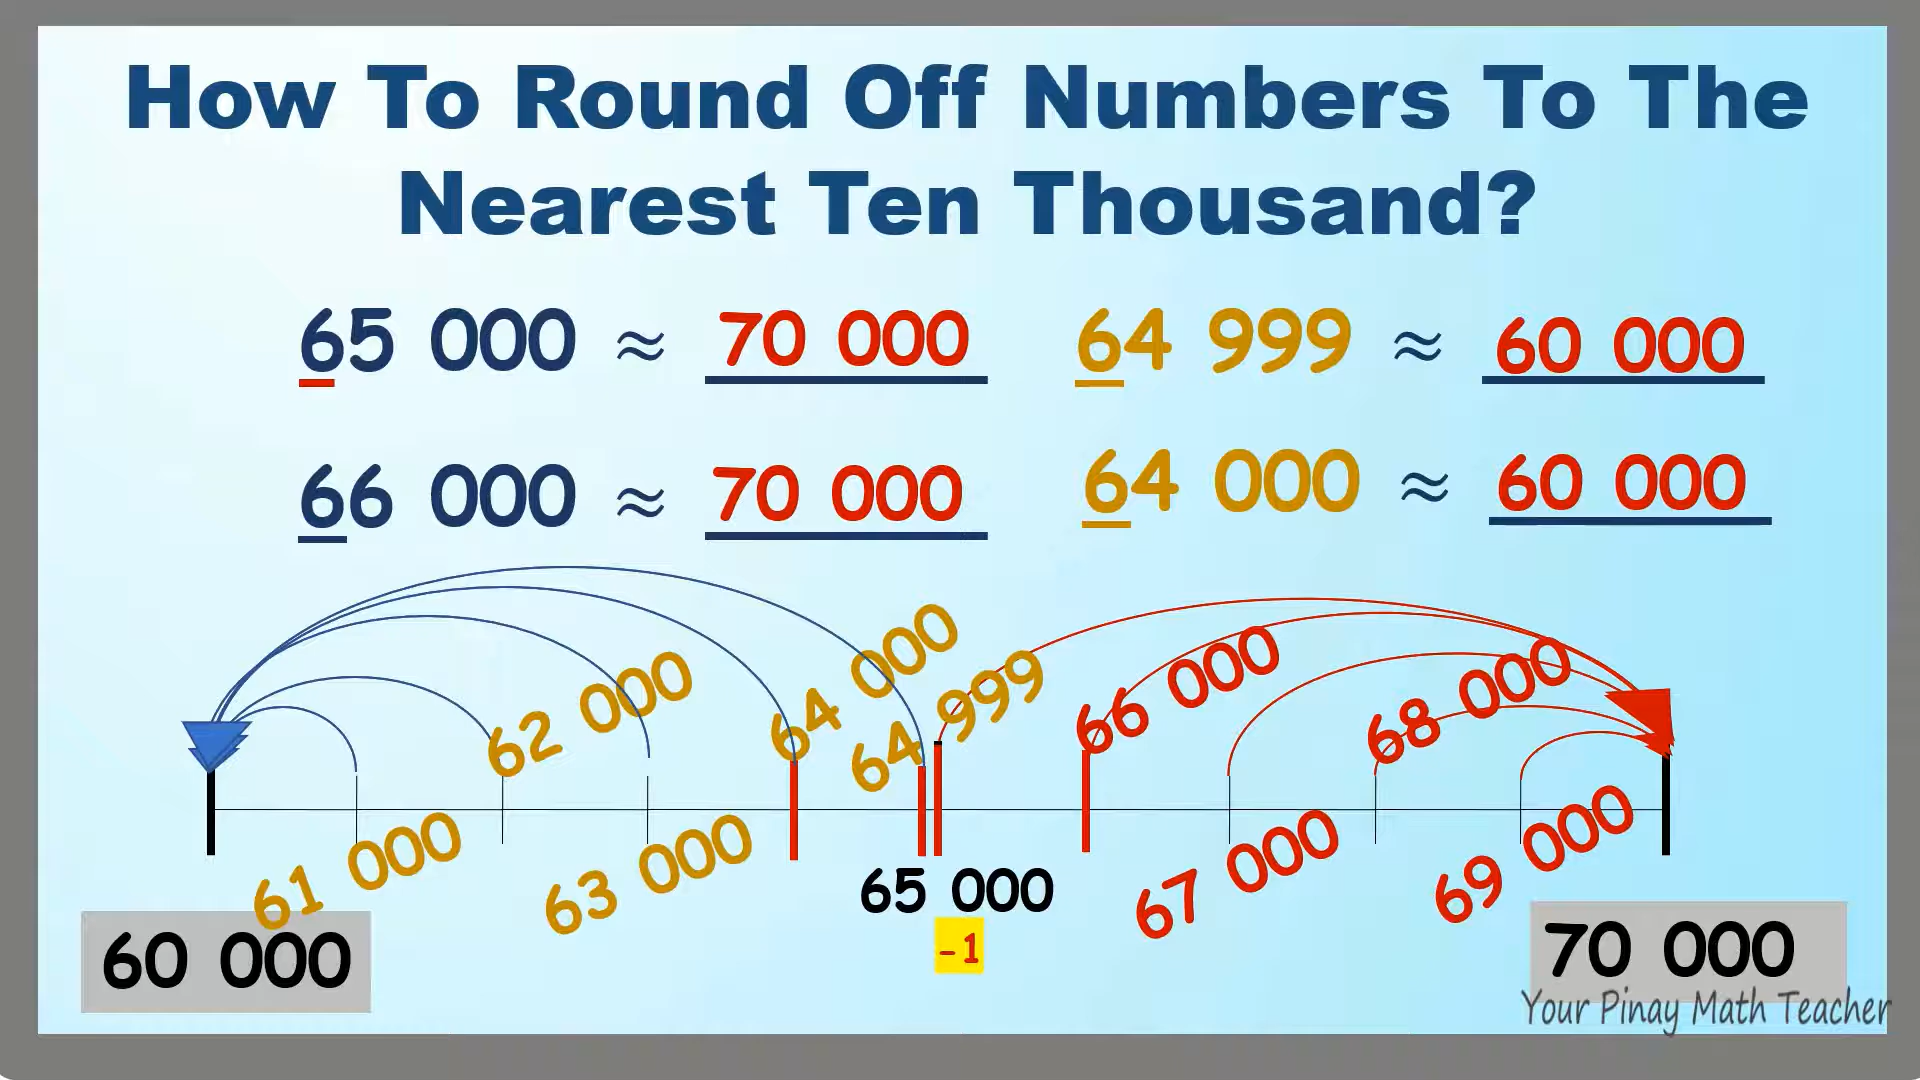 How To Round Off Numbers To The
Nearest Ten Thousand?
65 000 ≈ 70 000
64 999 ≈ 60 000
66 000 ≈ 70 000
64 000 ≈ 60 000
62 000
64 000
64 999
66 000
68 000
61 000
63 000
65 000
-1
67 000
69 000
60 000
70 000
Your Pinay Math Teacher